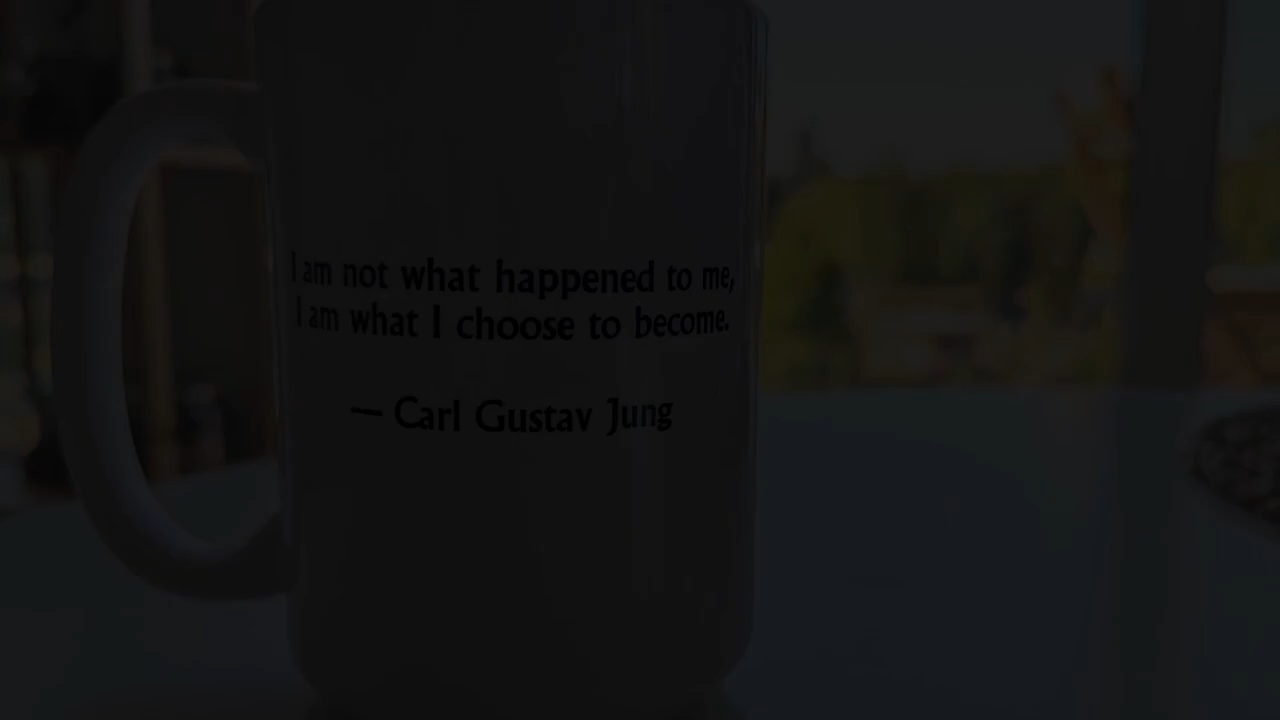 I am not what happened to me,
I am what I choose to become.
— Carl Gustav Jung